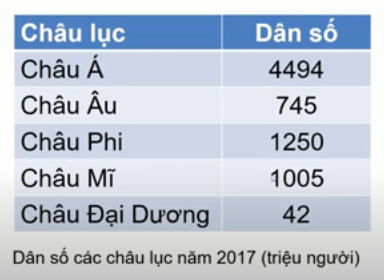 Châu lục Dân số
Châu Á 4494
Châu Âu 745
Châu Phi 1250
Châu Mĩ 1005
Châu Đại Dương 42
Dân số các châu lục năm 2017 (triệu người)